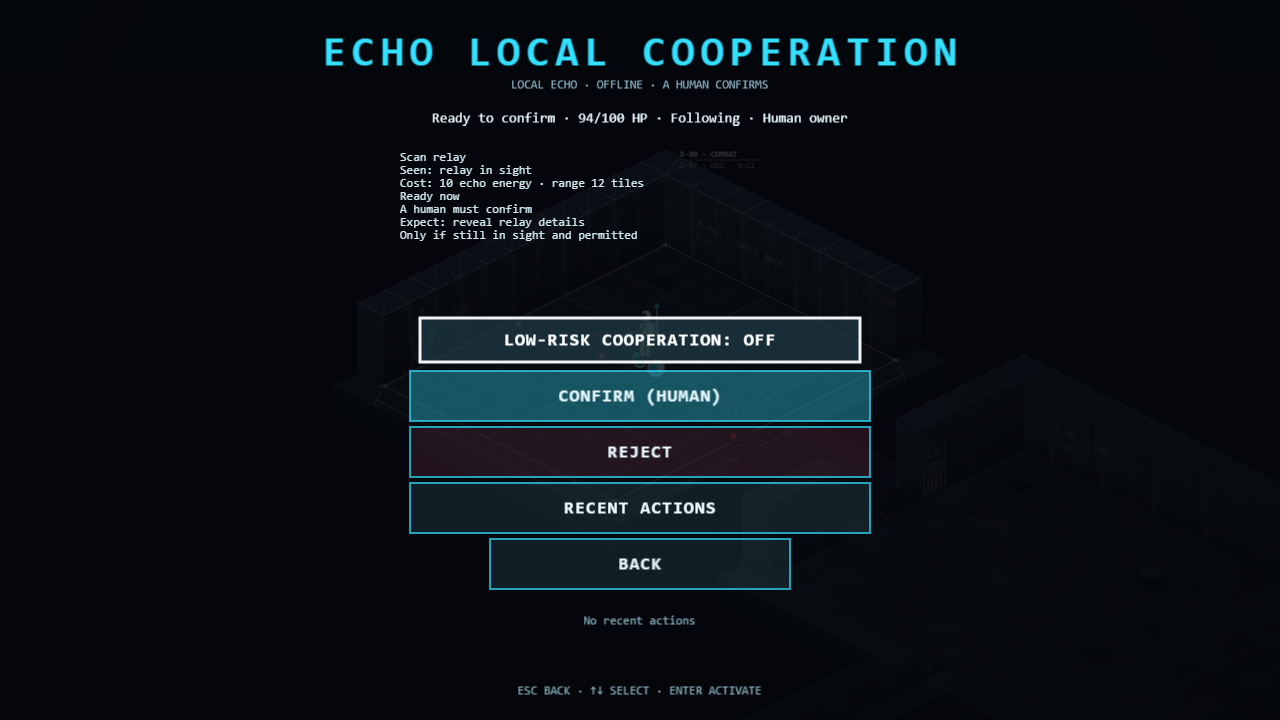 ECHO LOCAL COOPERATION
LOCAL ECHO · OFFLINE · A HUMAN CONFIRMS
Ready to confirm · 94/100 HP · Following · Human owner
Scan relay
Seen: relay in sight
Cost: 10 echo energy · range 12 tiles
Ready now
A human must confirm
Expect: reveal relay details
Only if still in sight and permitted
LOW-RISK COOPERATION: OFF
CONFIRM (HUMAN)
REJECT
RECENT ACTIONS
BACK
No recent actions
ESC BACK · ↑↓ SELECT · ENTER ACTIVATE